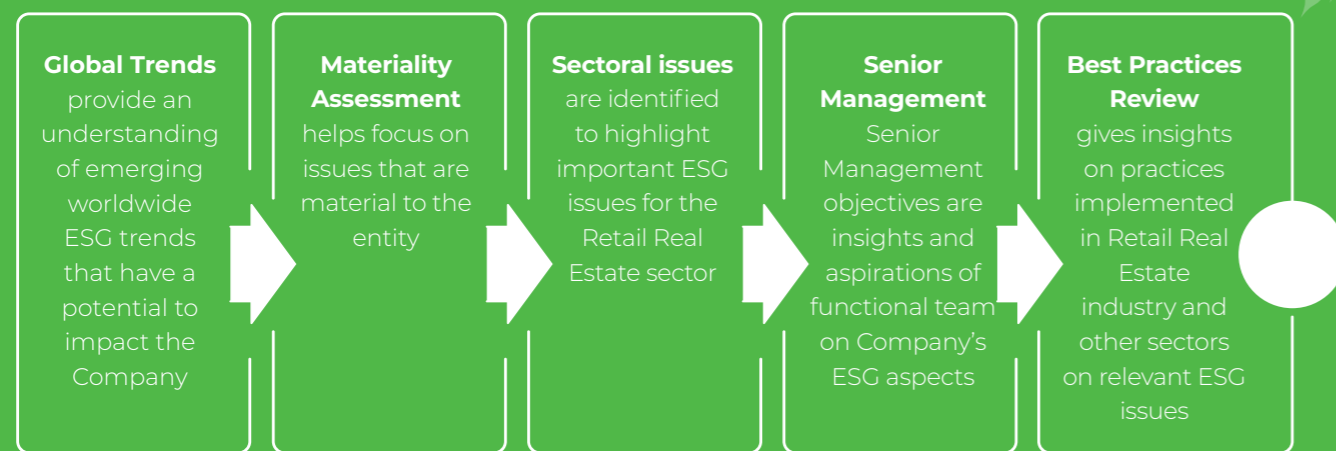 Global Trends
provide an
understanding
of emerging
worldwide
ESG trends
that have a
potential to
impact the
Company
Materiality
Assessment
helps focus on
issues that are
material to the
entity
Sectoral issues
are identified
to highlight
important ESG
issues for the
Retail Real
Estate sector
Senior
Management
Senior
Management
objectives are
insights and
aspirations of
functional team
on Company’s
ESG aspects
Best Practices
Review
gives insights
on practices
implemented
in Retail Real
Estate
industry and
other sectors
on relevant ESG
issues